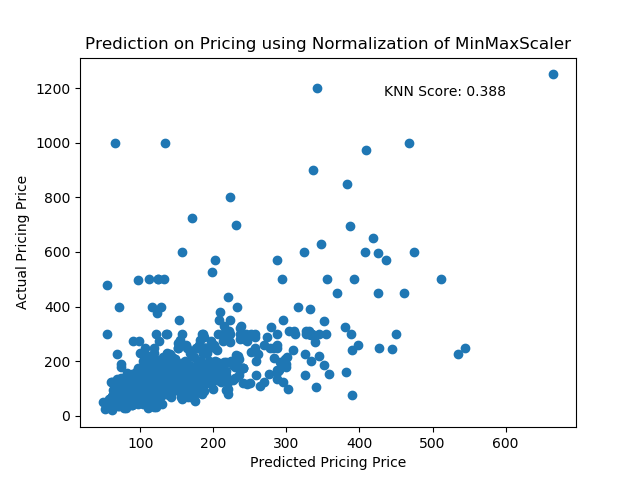 Prediction on Pricing using Normalization of MinMaxScaler
1200
KNN Score: 0.388
1000
800
600
400
200
0
Actual Pricing Price
100 200 300 400 500 600
Predicted Pricing Price